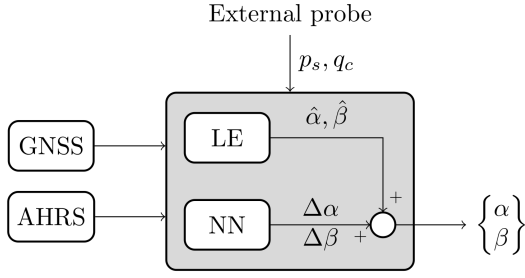 External probe
p_s, q_c
GNSS
LE
α̂, β̂
+
AHRS
NN
Δα
Δβ
+
{α
β}